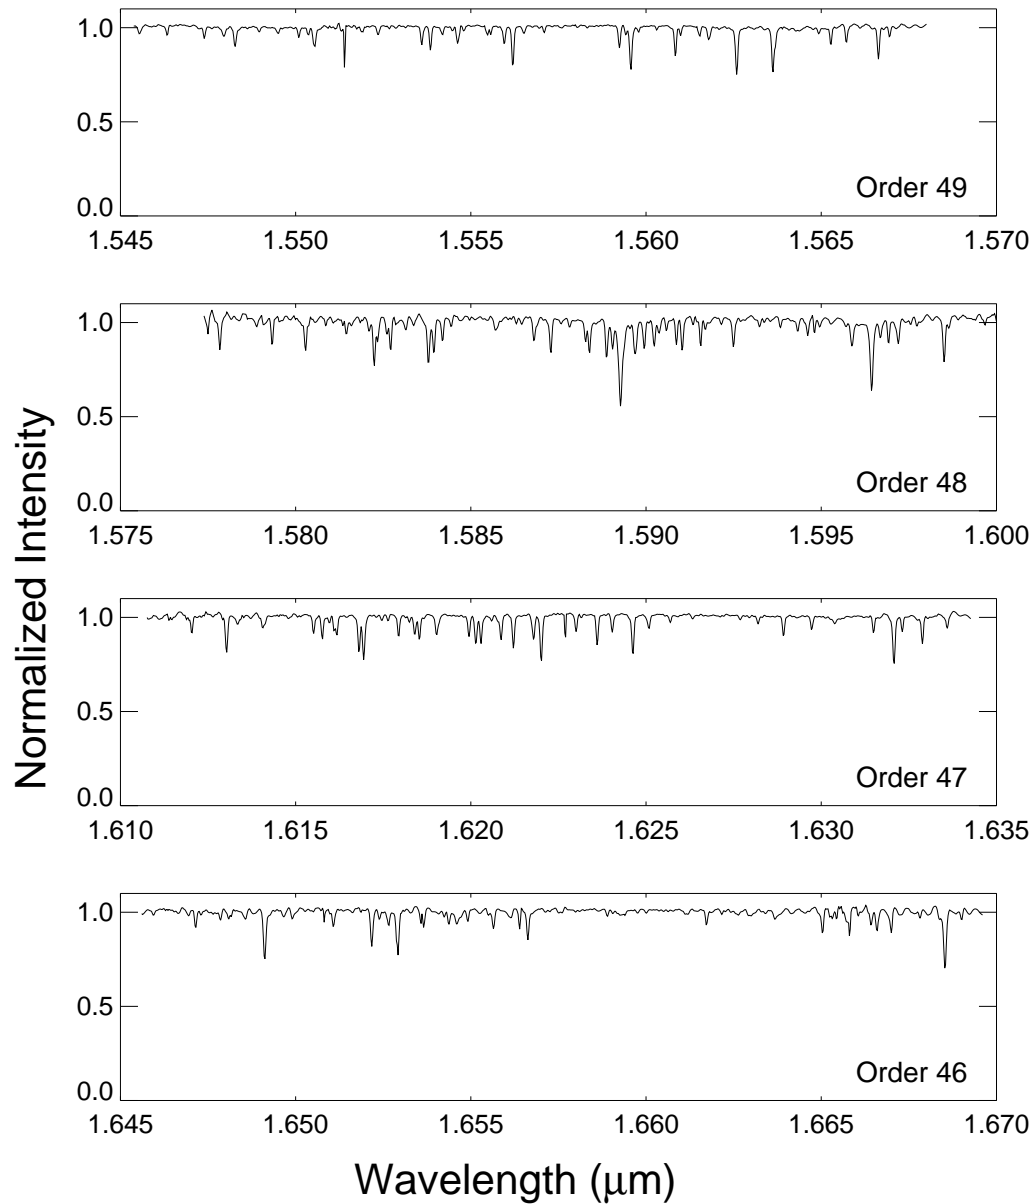 1.0
0.5
0.0
Order 49
1.545 1.550 1.555 1.560 1.565 1.570
1.0
0.5
0.0
Order 48
1.575 1.580 1.585 1.590 1.595 1.600
Normalized Intensity
1.0
0.5
0.0
Order 47
1.610 1.615 1.620 1.625 1.630 1.635
1.0
0.5
0.0
Order 46
1.645 1.650 1.655 1.660 1.665 1.670
Wavelength (μm)